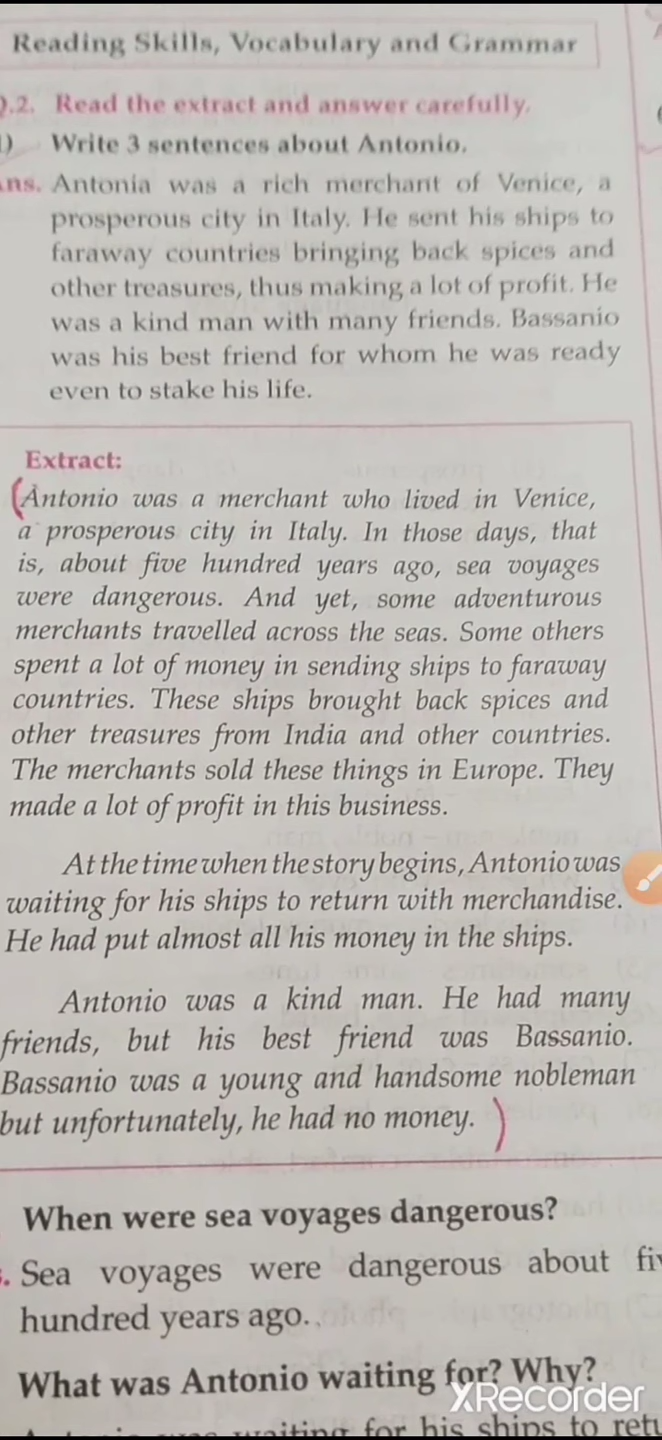 Reading Skills, Vocabulary and Grammar
Q.2. Read the extract and answer carefully.
Write 3 sentences about Antonio.
Ans. Antonia was a rich merchant of Venice, a
prosperous city in Italy. He sent his ships to
faraway countries bringing back spices and
other treasures, thus making a lot of profit. He
was a kind man with many friends. Bassanio
was his best friend for whom he was ready
even to stake his life.
Extract:
Antonio was a merchant who lived in Venice,
a prosperous city in Italy. In those days, that
is, about five hundred years ago, sea voyages
were dangerous. And yet, some adventurous
merchants travelled across the seas. Some others
spent a lot of money in sending ships to faraway
countries. These ships brought back spices and
other treasures from India and other countries.
The merchants sold these things in Europe. They
made a lot of profit in this business.
At the time when the story begins, Antonio was
waiting for his ships to return with merchandise.
He had put almost all his money in the ships.
Antonio was a kind man. He had many
friends, but his best friend was Bassanio.
Bassanio was a young and handsome nobleman
but unfortunately, he had no money.
When were sea voyages dangerous?
Sea voyages were dangerous about
hundred years ago.
What was Antonio waiting for? Why?
XRecorder
waiting for his ships to